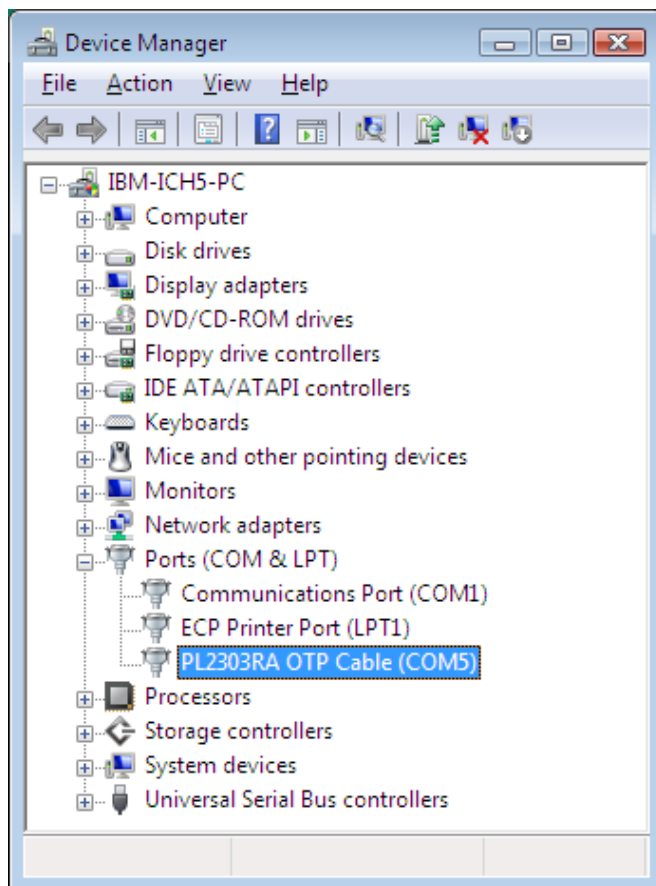 Device Manager
File Action View Help
IBM-ICH5-PC
Computer
Disk drives
Display adapters
DVD/CD-ROM drives
Floppy drive controllers
IDE ATA/ATAPI controllers
Keyboards
Mice and other pointing devices
Monitors
Network adapters
Ports (COM & LPT)
Communications Port (COM1)
ECP Printer Port (LPT1)
PL2303RA OTP Cable (COM5)
Processors
Storage controllers
System devices
Universal Serial Bus controllers